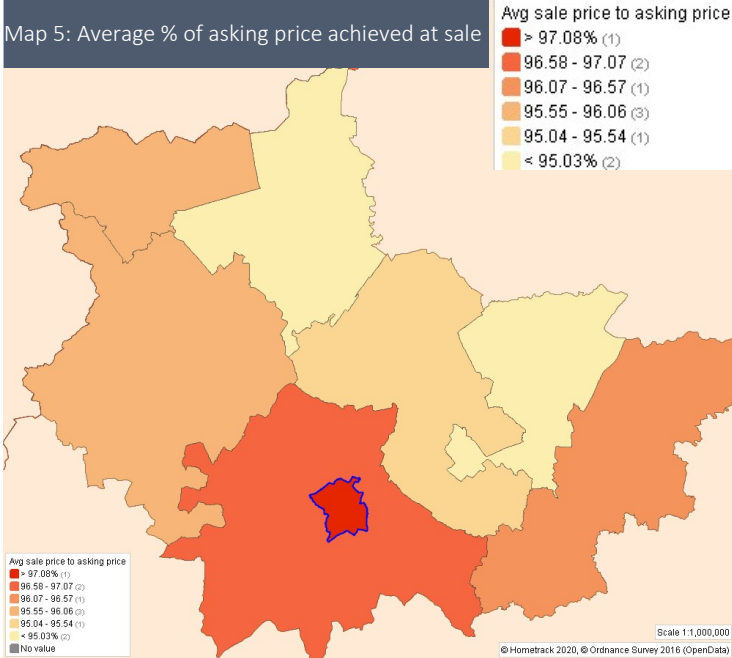 Map 5: Average % of asking price achieved at sale
Avg sale price to asking price
> 97.08% (1)
96.58 - 97.07 (2)
96.07 - 96.57 (1)
95.55 - 96.06 (3)
95.04 - 95.54 (1)
< 95.03% (2)
Avg sale price to asking price
> 97.08% (1)
96.58 - 97.07 (2)
96.07 - 96.57 (1)
95.55 - 96.06 (3)
95.04 - 95.54 (1)
< 95.03% (2)
No value
Scale 1:1,000,000
© Hometrack 2020, © Ordnance Survey 2016 (OpenData)